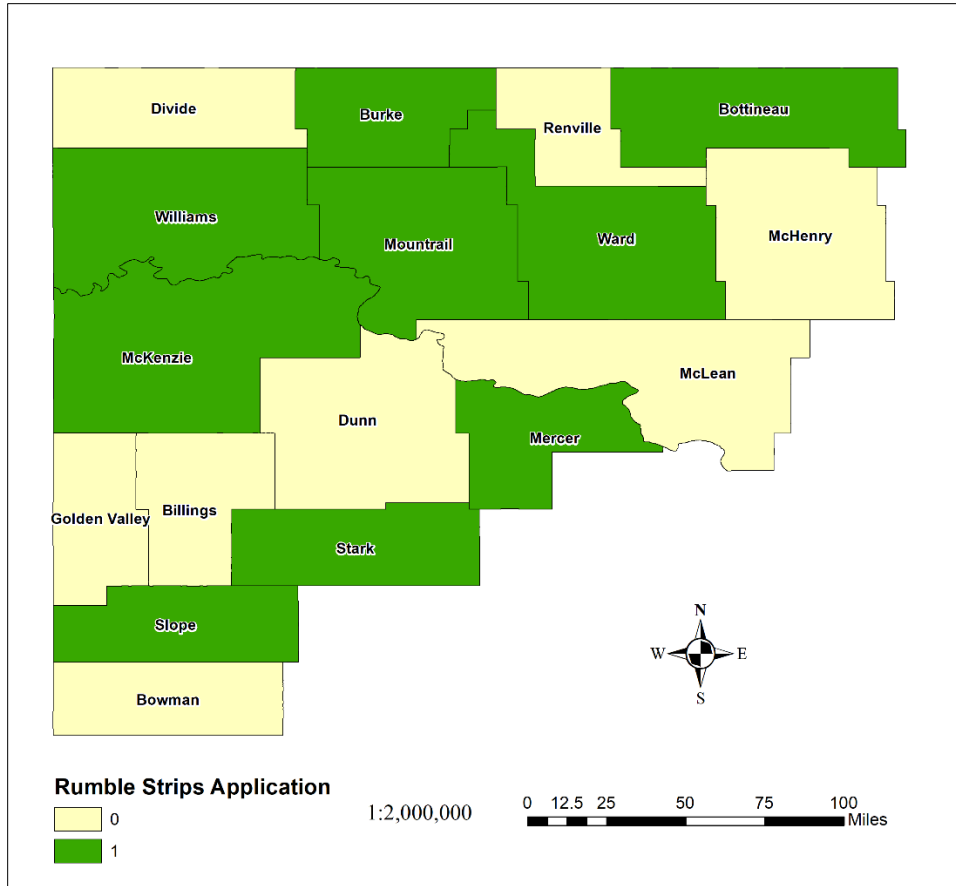 Divide
Burke
Renville
Bottineau
Williams
Mountrail
Ward
McHenry
McKenzie
McLean
Dunn
Mercer
Golden Valley
Billings
Stark
Slope
Bowman
N
W
E
S
Rumble Strips Application
0
1
1:2,000,000
0 12.5 25 50 75 100
Miles